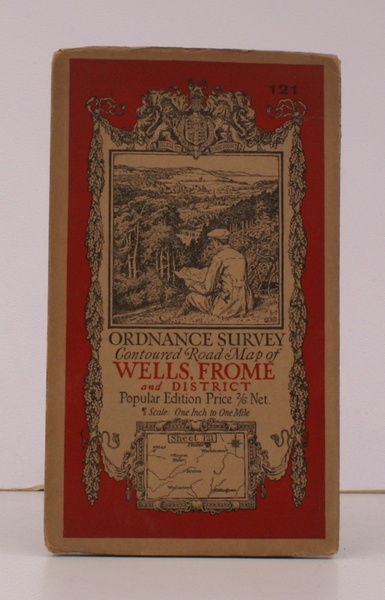 121
ORDNANCE SURVEY
Contoured Road Map of
WELLS, FROME
and DISTRICT
Popular Edition Price 2/6 Net.
¶ Scale: One Inch to One Mile
Sheet 121